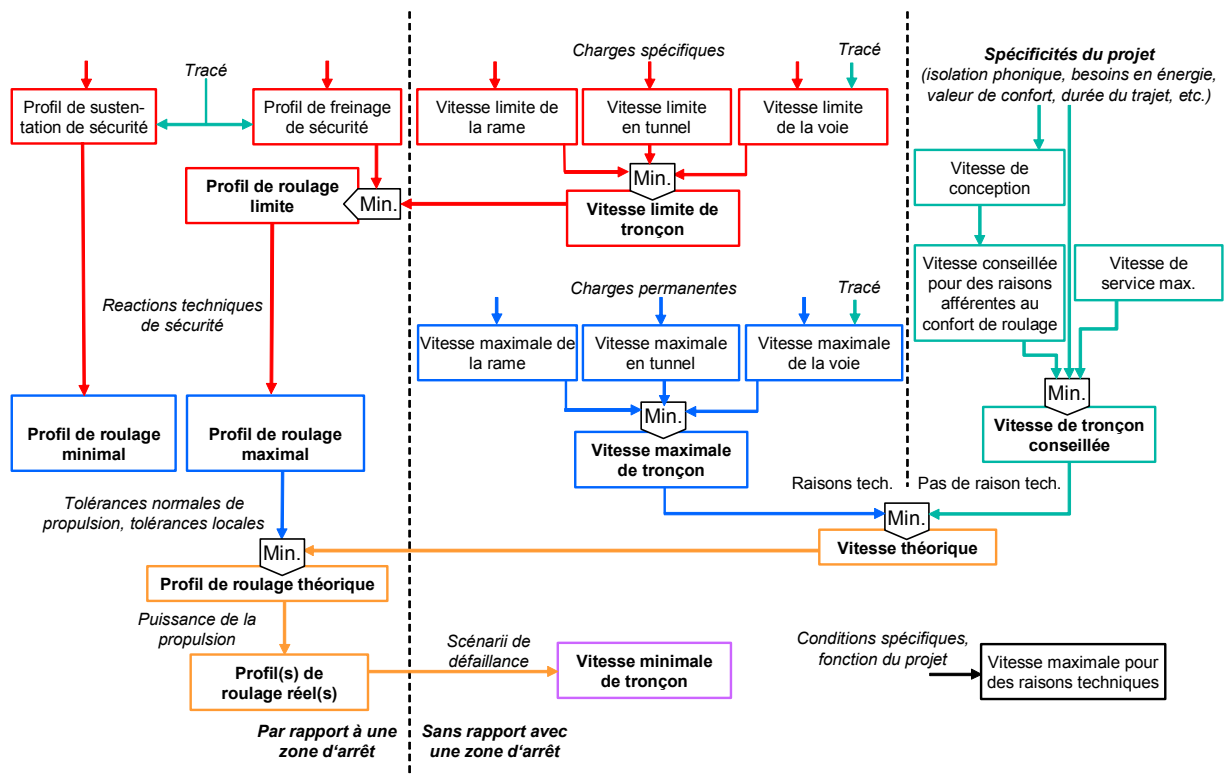 Tracé
Profil de susten-
tation de sécurité
Profil de freinage
de sécurité
Profil de roulage
limite
Min.
Reactions techniques
de sécurité
Profil de roulage
minimal
Profil de roulage
maximal
Tolérances normales de
propulsion, tolérances locales
Min.
Profil de roulage théorique
Puissance de la
propulsion
Profil(s) de
roulage réel(s)
Par rapport à une
zone d‘arrêt
Charges spécifiques
Tracé
Vitesse limite de
la rame
Vitesse limite
en tunnel
Vitesse limite
de la voie
Min.
Vitesse limite de
tronçon
Charges permanentes
Tracé
Vitesse maximale de
la rame
Vitesse maximale
en tunnel
Vitesse maximale
de la voie
Min.
Vitesse maximale
de tronçon
Raisons tech.
Pas de raison tech.
Min.
Vitesse théorique
Scénarii de
défaillance
Vitesse minimale
de tronçon
Sans rapport avec
une zone d‘arrêt
Spécificités du projet
(isolation phonique, besoins en énergie,
valeur de confort, durée du trajet, etc.)
Vitesse de
conception
Vitesse conseillée
pour des raisons
afférentes au
confort de roulage
Vitesse de
service max.
Min.
Vitesse de tronçon
conseillée
Conditions spécifiques,
fonction du projet
Vitesse maximale pour
des raisons techniques